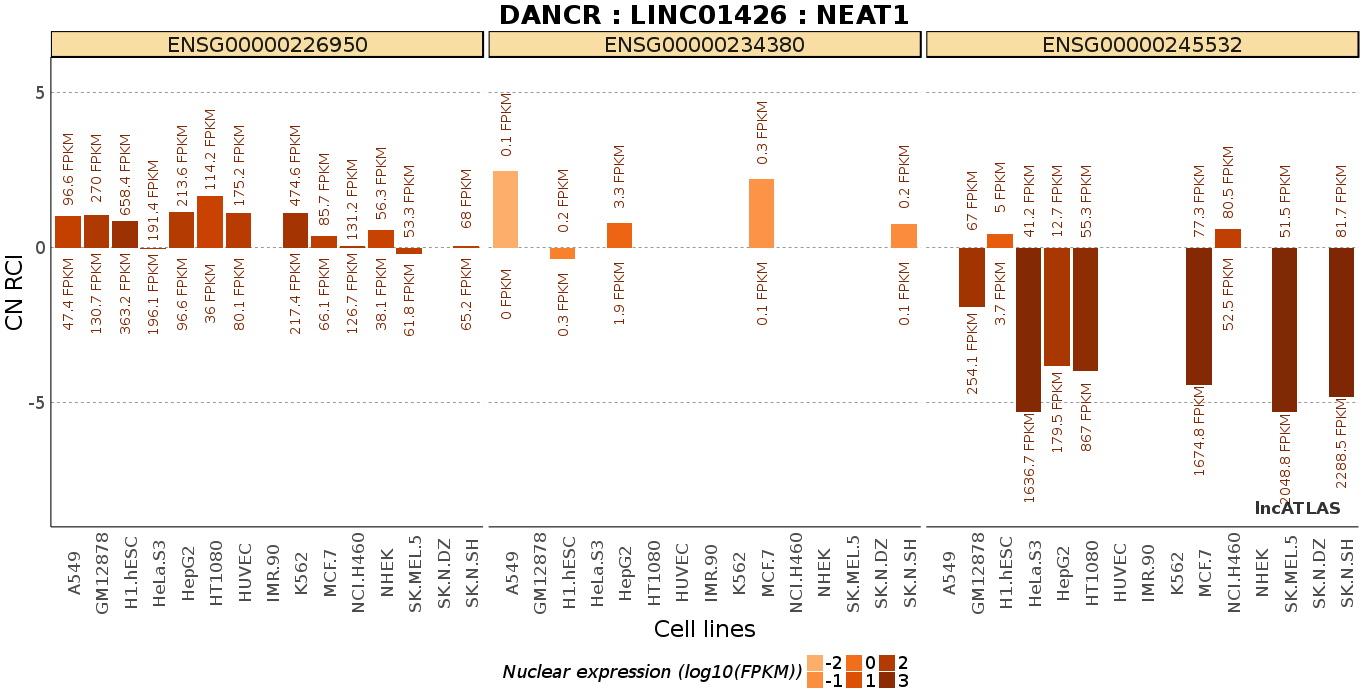 DANCR : LINC01426 : NEAT1
ENSG00000226950 ENSG00000234380 ENSG00000245532
CN RCI
5
0
-5
96.6 FPKM 270 FPKM 658.4 FPKM 191.4 FPKM 213.6 FPKM 114.2 FPKM 175.2 FPKM 474.6 FPKM 85.7 FPKM 131.2 FPKM 56.3 FPKM 53.3 FPKM 68 FPKM
47.4 FPKM 130.7 FPKM 363.2 FPKM 196.1 FPKM 96.6 FPKM 36 FPKM 80.1 FPKM 217.4 FPKM 66.1 FPKM 126.7 FPKM 38.1 FPKM 61.8 FPKM 65.2 FPKM
0.1 FPKM 0.2 FPKM 3.3 FPKM 0.3 FPKM 0.2 FPKM
0 FPKM 0.3 FPKM 1.9 FPKM 0.1 FPKM 0.1 FPKM
67 FPKM 5 FPKM 41.2 FPKM 12.7 FPKM 55.3 FPKM 77.3 FPKM 80.5 FPKM 51.5 FPKM 81.7 FPKM
254.1 FPKM 3.7 FPKM 1636.7 FPKM 179.5 FPKM 867 FPKM 1674.8 FPKM 52.5 FPKM 2048.8 FPKM 2288.5 FPKM
lncATLAS
A549 GM12878 H1.hESC HeLa.S3 HepG2 HT1080 HUVEC IMR.90 K562 MCF.7 NCI.H460 NHEK SK.MEL.5 SK.N.DZ SK.N.SH
A549 GM12878 H1.hESC HeLa.S3 HepG2 HT1080 HUVEC IMR.90 K562 MCF.7 NCI.H460 NHEK SK.MEL.5 SK.N.DZ SK.N.SH
A549 GM12878 H1.hESC HeLa.S3 HepG2 HT1080 HUVEC IMR.90 K562 MCF.7 NCI.H460 NHEK SK.MEL.5 SK.N.DZ SK.N.SH
Cell lines
Nuclear expression (log10(FPKM)) -2 0 2
-1 1 3